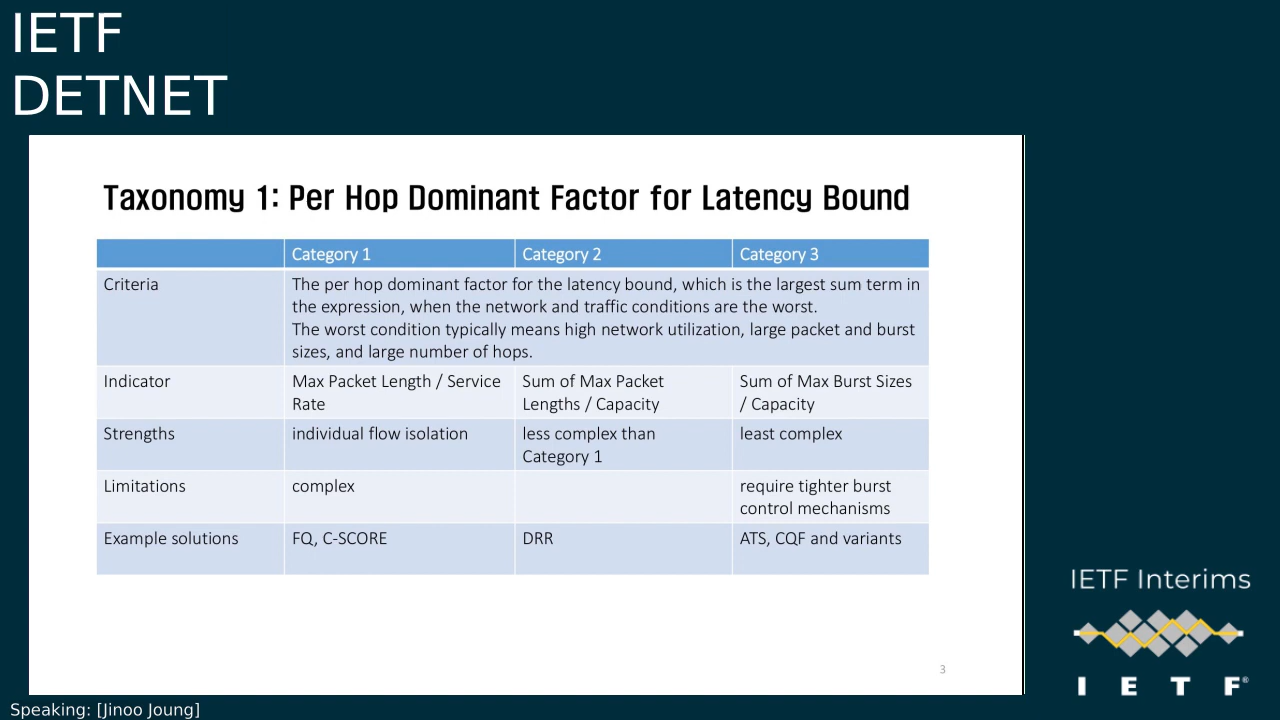 IETF
DETNET
Taxonomy 1: Per Hop Dominant Factor for Latency Bound
Category 1
Category 2
Category 3
Criteria
The per hop dominant factor for the latency bound, which is the largest sum term in
the expression, when the network and traffic conditions are the worst.
The worst condition typically means high network utilization, large packet and burst
sizes, and large number of hops.
Indicator
Max Packet Length / Service
Rate
Sum of Max Packet
Lengths / Capacity
Sum of Max Burst Sizes
/ Capacity
Strengths
individual flow isolation
less complex than
Category 1
least complex
Limitations
complex
require tighter burst
control mechanisms
Example solutions
FQ, C-SCORE
DRR
ATS, CQF and variants
3
IETF Interims
I E T F®
Speaking: [Jinoo Joung]